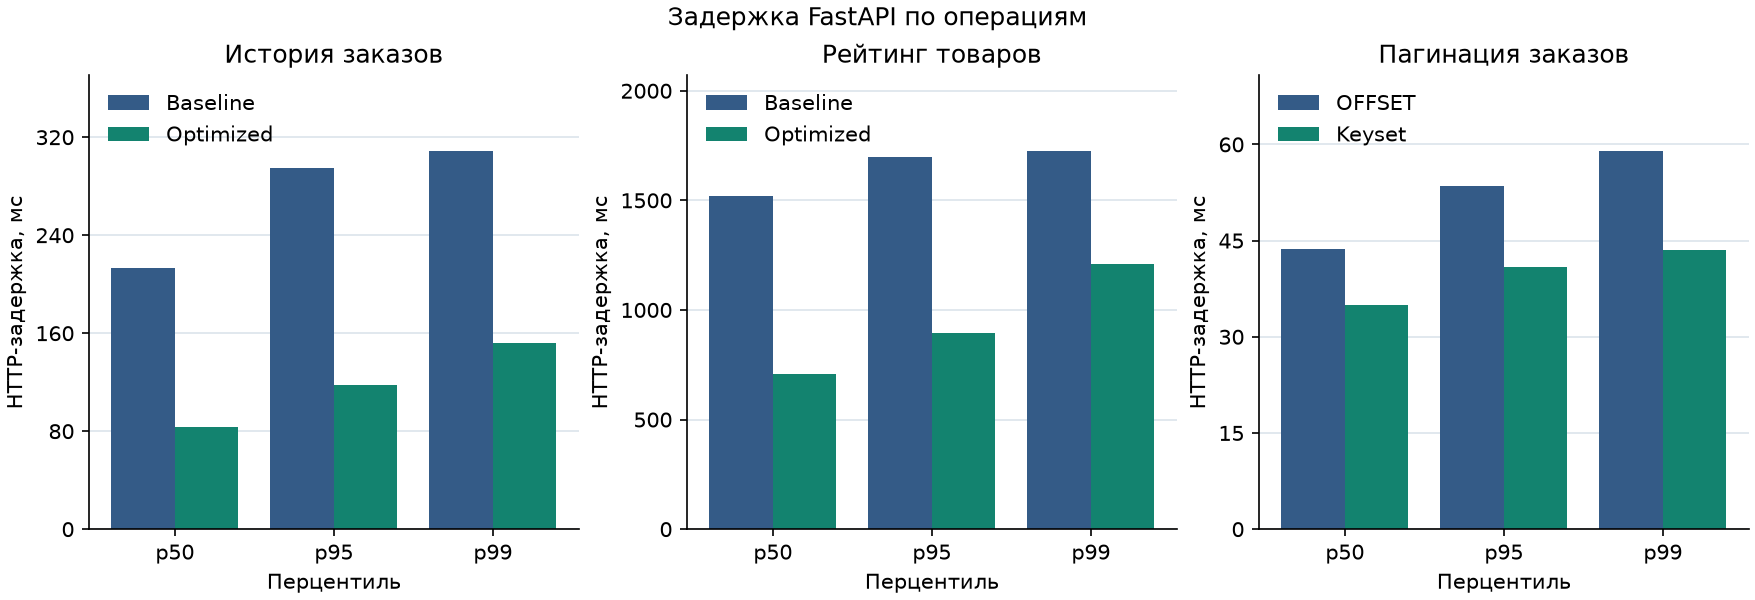 Задержка FastAPI по операциям
История заказов
Baseline
Optimized
HTTP-задержка, мс
320
240
160
80
0
p50 p95 p99
Перцентиль
Рейтинг товаров
Baseline
Optimized
HTTP-задержка, мс
2000
1500
1000
500
0
p50 p95 p99
Перцентиль
Пагинация заказов
OFFSET
Keyset
HTTP-задержка, мс
60
45
30
15
0
p50 p95 p99
Перцентиль